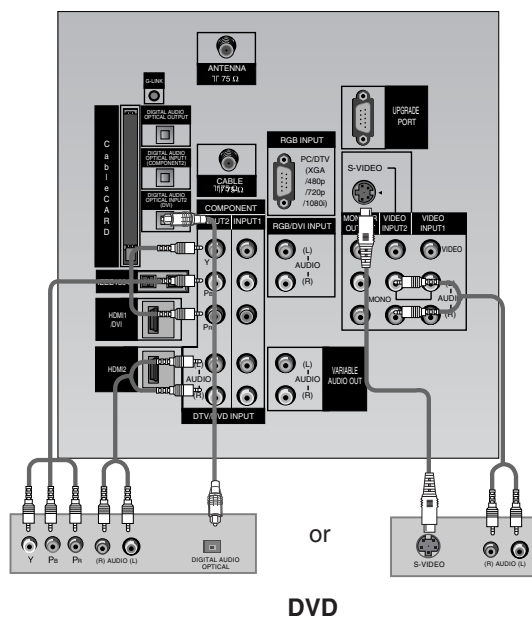 ANTENNA
75 Ω
G-LINK
CableCARD
DIGITAL AUDIO
OPTICAL OUTPUT
DIGITAL AUDIO
OPTICAL INPUT1
(COMPONENT2)
DIGITAL AUDIO
OPTICAL INPUT2
(DVI)
CABLE
75 Ω
RGB INPUT
PC/DTV
(XGA
/480p
/720p
/1080i)
UPGRADE
PORT
S-VIDEO
COMPONENT
INPUT1
RGB/DVI INPUT
VIDEO
INPUT2
VIDEO
INPUT1
VIDEO
Y
PB
PR
(L)
AUDIO
(R)
MONO
AUDIO
(R)
HDMI1
/DVI
HDMI2
(L)
AUDIO
(R)
(L)
AUDIO
(R)
VARIABLE
AUDIO OUT
DTV/DVD INPUT
Y PB PR (R) AUDIO (L)
DIGITAL AUDIO
OPTICAL
or
S-VIDEO
(R) AUDIO (L)
DVD